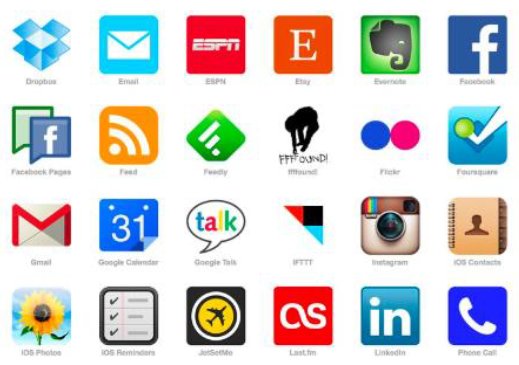 Dropbox
Email
ESPN
ESPN
E
Etsy
Evernote
f
Facebook
f
Facebook Pages
Feed
Feedly
FFFFOUND!
ffffound!
Flickr
Foursquare
M
Gmail
31
Google Calendar
talk
Google Talk
IFTTT
Instagram
iOS Contacts
iOS Photos
iOS Reminders
JetSetMe
as
Last.fm
in
LinkedIn
Phone Call